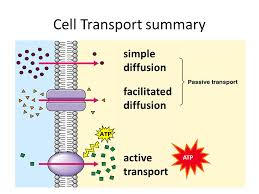 Cell Transport summary
simple
diffusion
Passive transport
facilitated
diffusion
ATP
active
transport
ATP